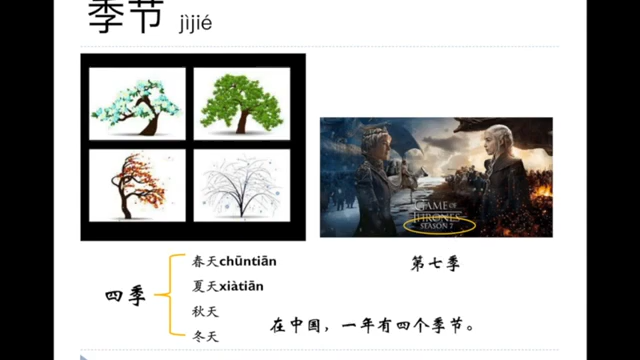 季节 jìjié
GAME OF
THRONES
SEASON 7
第七季
四季
春天chūntiān
夏天xiàtiān
秋天
冬天
在中国，一年有四个季节。